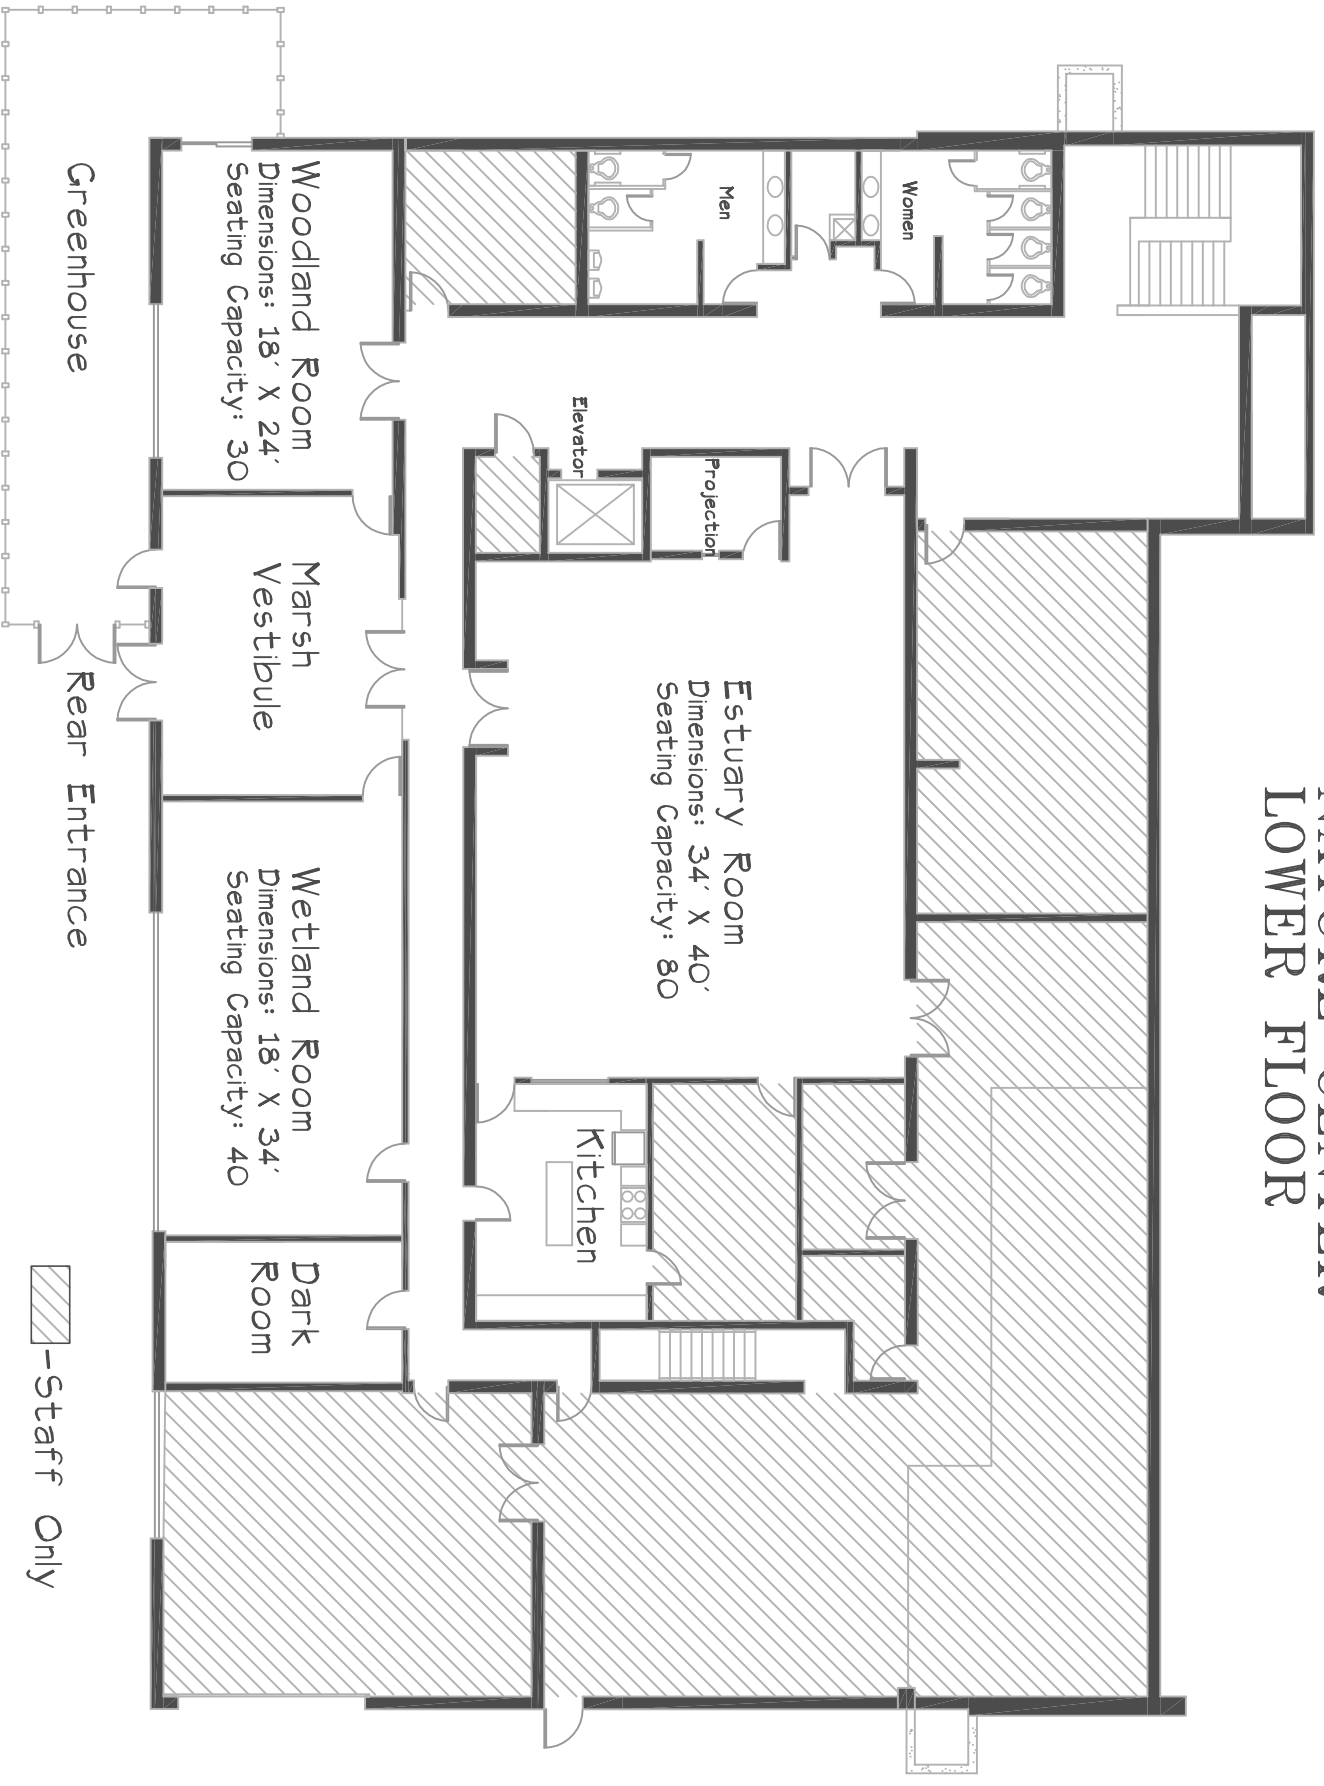 LOWER FLOOR
Women
Men
Projection
Elevator
Estuary Room
Dimensions: 34' X 40'
Seating Capacity: 80
Kitchen
Woodland Room
Dimensions: 18' X 24'
Seating Capacity: 30
Marsh
Vestibule
Wetland Room
Dimensions: 18' X 34'
Seating Capacity: 40
Dark
Room
Greenhouse
Rear Entrance
-Staff Only